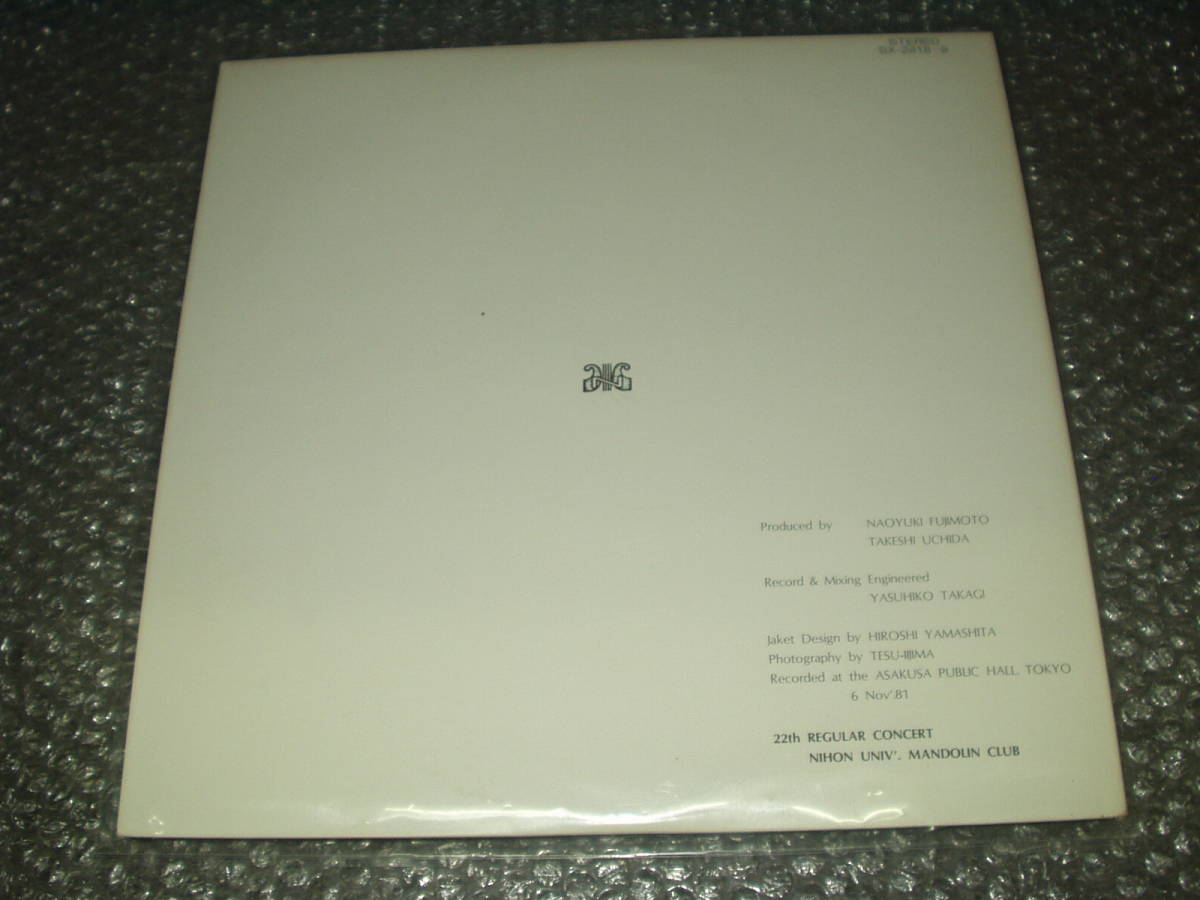 STEREO
Produced by NAOYUKI FUJIMOTO
TAKESHI UCHIDA
Record & Mixing Engineered
YASUHIKO TAKAGI
Jaket Design by HIROSHI YAMASHITA
Photography by TESU-IIJIMA
Recorded at the ASAKUSA PUBLIC HALL. TOKYO
6 Nov'.81
22th REGULAR CONCERT
NIHON UNIV'. MANDOLIN CLUB